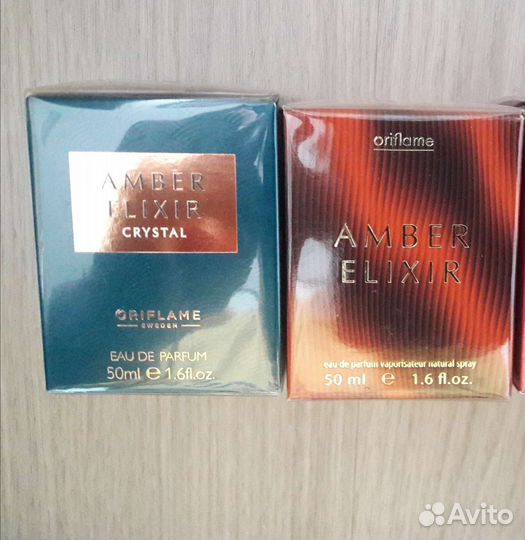 AMBER
ELIXIR
CRYSTAL
ORIFLAME
SWEDEN
EAU DE PARFUM
50ml e 1.6fl.oz.
oriflame
AMBER
ELIXIR
eau de parfum vaporisateur natural spray
50 ml e 1.6 fl.oz.
Avito